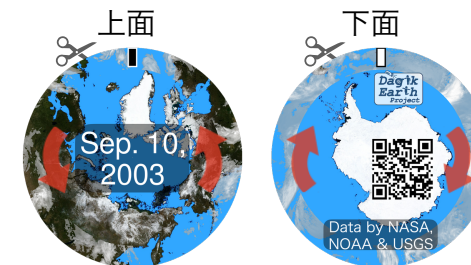 上面
下面
Sep. 10,
2003
Dagik
Earth
Project
Data by NASA,
NOAA & USGS